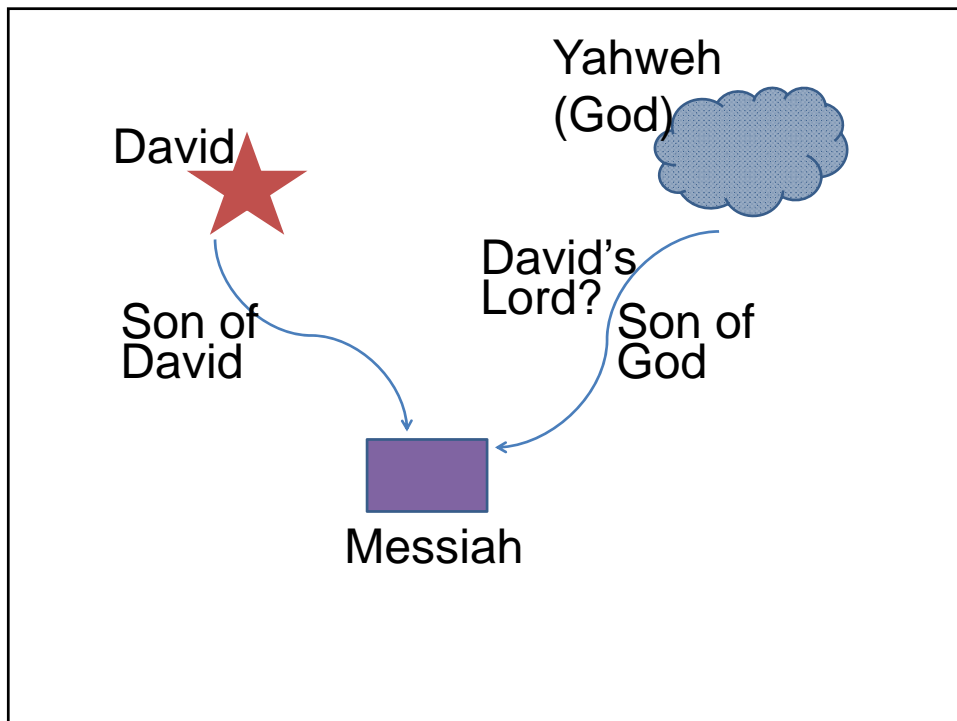 Yahweh
(God)
David
David’s
Lord?
Son of
David
Son of
God
Messiah